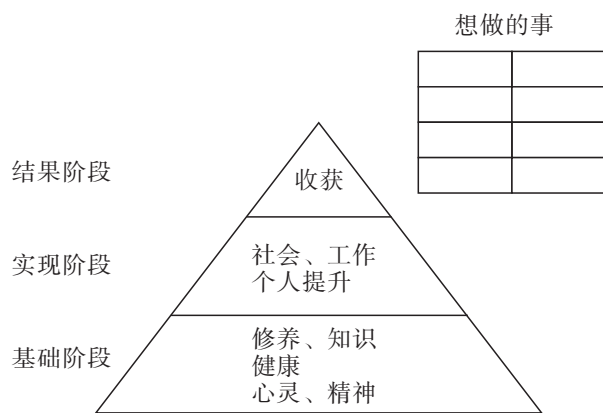 想做的事
结果阶段
收获
实现阶段
社会、工作
个人提升
基础阶段
修养、知识
健康
心灵、精神